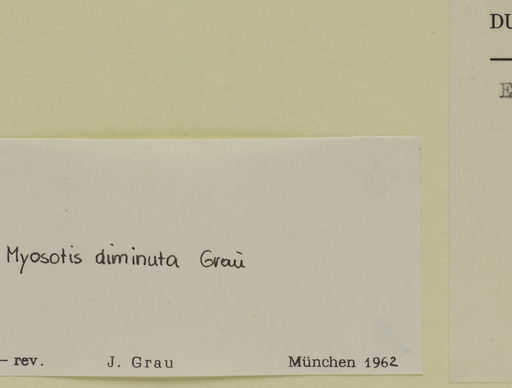 DU
E
Myosotis diminuta Grau
– rev. J. Grau München 1962